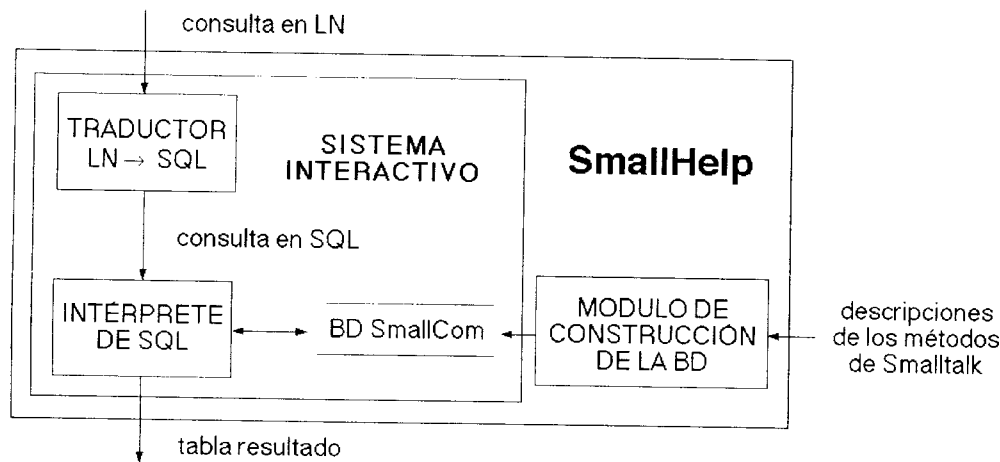 consulta en LN
TRADUCTOR
LN → SQL
SISTEMA
INTERACTIVO
SmallHelp
consulta en SQL
INTÉRPRETE
DE SQL
BD SmallCom
MODULO DE
CONSTRUCCIÓN
DE LA BD
descripciones
de los métodos
de Smalltalk
tabla resultado